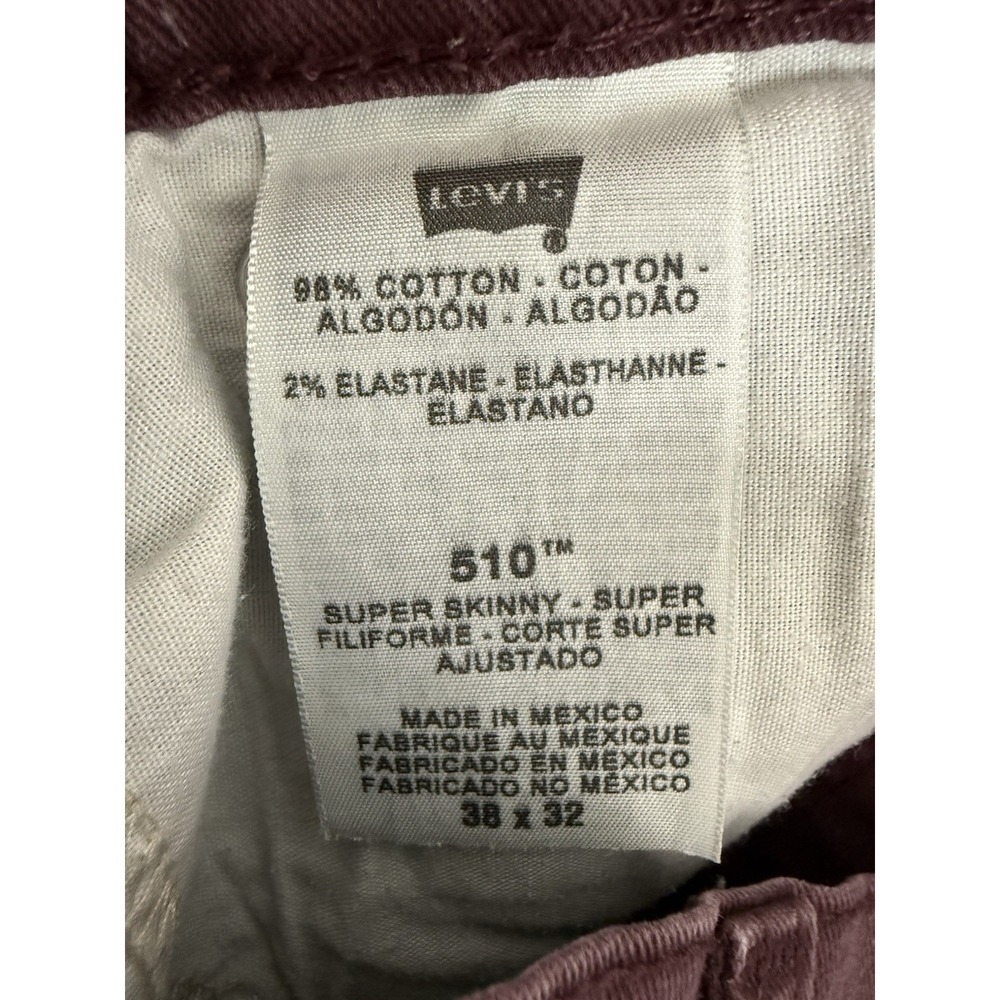 Levi's
®
98% COTTON - COTON -
ALGODÓN - ALGODÃO
2% ELASTANE - ELASTHANNE -
ELASTANO
510™
SUPER SKINNY - SUPER
FILIFORME - CORTE SUPER
AJUSTADO
MADE IN MEXICO
FABRIQUE AU MEXIQUE
FABRICADO EN MÉXICO
FABRICADO NO MÉXICO
38 x 32